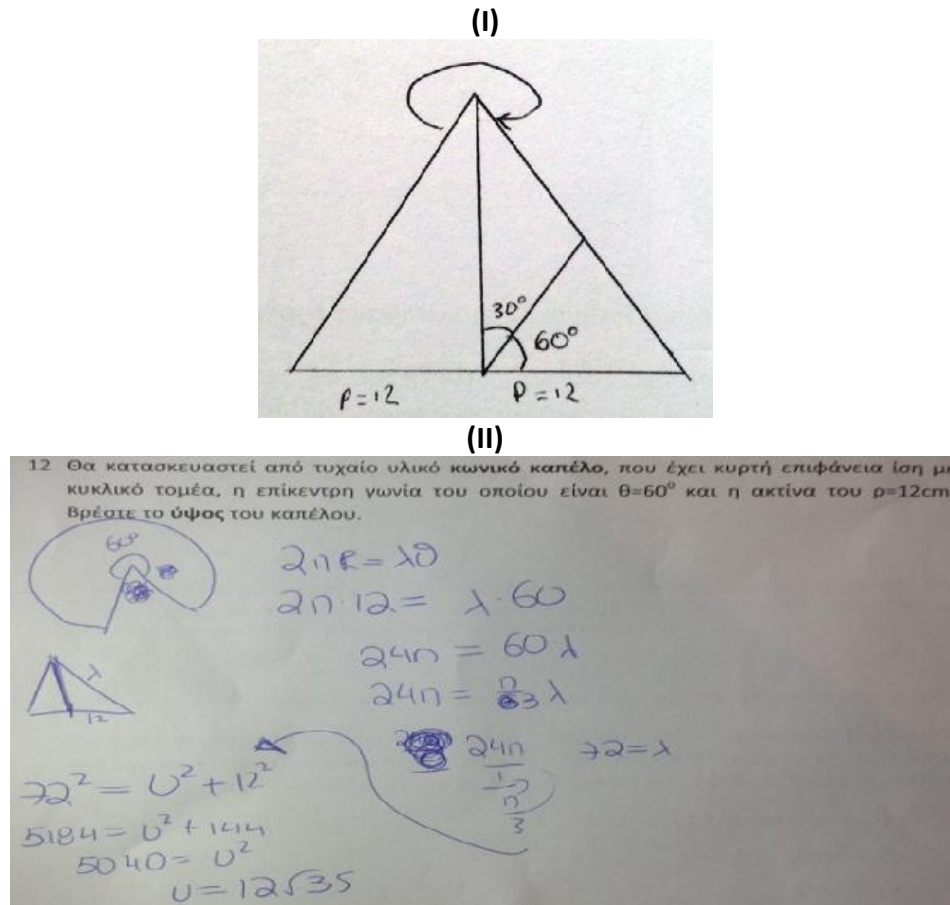 (I)
30°
60°
ρ=12
ρ=12
(II)
12 Θα κατασκευαστεί από τυχαίο υλικό κωνικό καπέλο, που έχει κυρτή επιφάνεια ίση με
κυκλικό τομέα, η επίκεντρη γωνία του οποίου είναι θ=60° και η ακτίνα του ρ=12cm
Βρέστε το ύψος του καπέλου.
60°
2πR=λθ
2π·12= λ·60
24π = 60λ
24π = π/3 λ
λ
12
24π/1
π/3
72=λ
72² = υ² + 12²
5184= υ² + 144
5040= υ²
υ=12√35